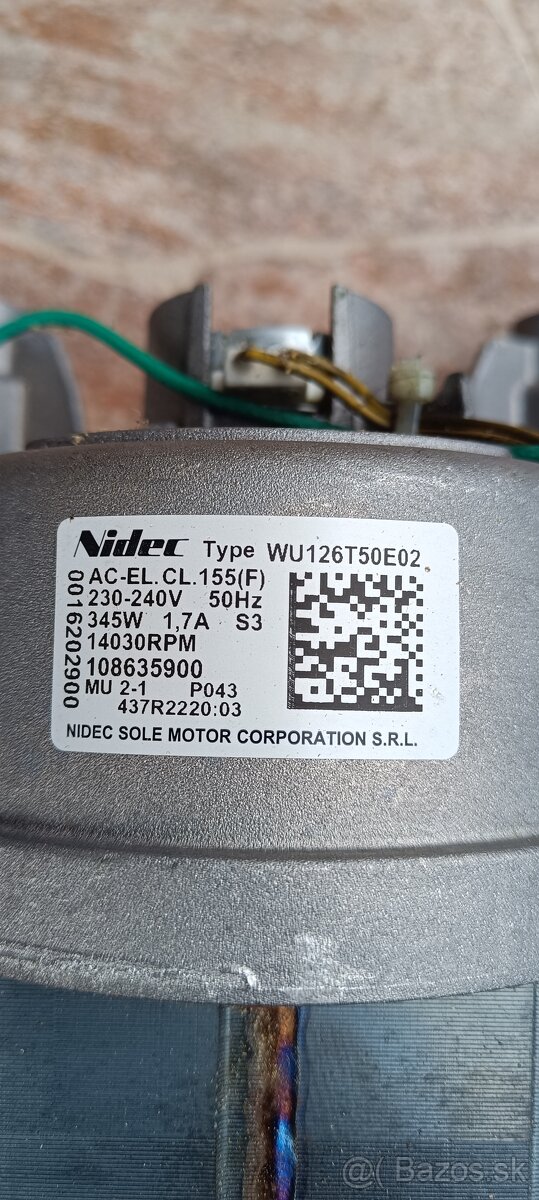 Nidec Type WU126T50E02
AC-EL.CL.155(F)
230-240V 50Hz
345W 1,7A S3
14030RPM
108635900
MU 2-1 P043
437R2220:03
0016202900
NIDEC SOLE MOTOR CORPORATION S.R.L.
Bazos.sk